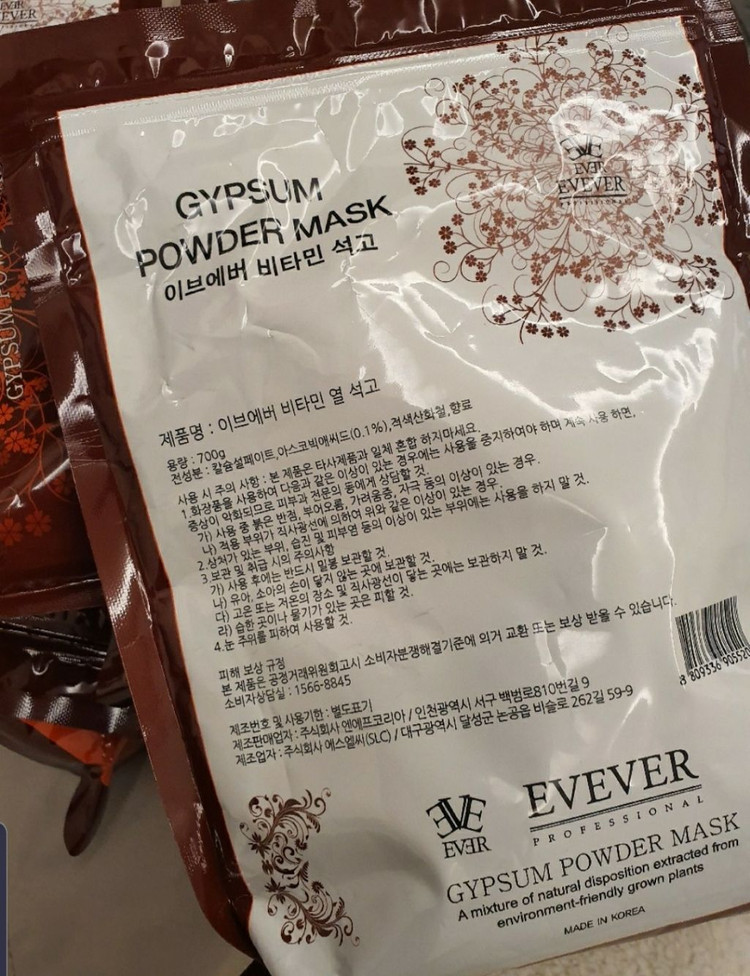 EVER
EVEVER
GYPSUM
POWDER MASK
이브에버 비타민 석고
제품명 : 이브에버 비타민 열 석고
용량 : 700g
전성분 : 칼슘설페이트,아스코빅애씨드(0.1%),적색산화철,향료
사용 시 주의 사항 : 본 제품은 타사제품과 일체 혼합 하지마세요.
1.화장품을 사용하여 다음과 같은 이상이 있는 경우에는 사용을 중지하여야 하며 계속 사용 하면,
증상이 악화되므로 피부과 전문의 등에게 상담할 것.
가) 사용 중 붉은 반점, 부어오름, 가려움증, 자극 등의 이상이 있는 경우.
나) 적용 부위가 직사광선에 의하여 위와 같은 이상이 있는 경우.
2.상처가 있는 부위, 습진 및 피부염 등의 이상이 있는 부위에는 사용을 하지 말 것.
3.보관 및 취급 시의 주의사항
가) 사용 후에는 반드시 밀봉 보관할 것.
나) 유아, 소아의 손이 닿지 않는 곳에 보관할 것.
다) 고온 또는 저온의 장소 및 직사광선이 닿는 곳에는 보관하지 말 것.
라) 습한 곳이나 물기가 있는 곳은 피할 것.
4.눈 주위를 피하여 사용할 것.
피해 보상 규정
본 제품은 공정거래위원회고시 소비자분쟁해결기준에 의거 교환 또는 보상 받을 수 있습니다.
소비자상담실 : 1566-8845
제조번호 및 사용기한 : 별도표기
제조판매업자 : 주식회사 엔에프코리아 / 인천광역시 서구 백범로810번길 9
제조업자 : 주식회사 에스엘씨(SLC) / 대구광역시 달성군 논공읍 비슬로 262길 59-9
8 809336 905520
EVE
EVER
EVEVER
PROFESSIONAL
GYPSUM POWDER MASK
A mixture of natural disposition extracted from
environment-friendly grown plants
MADE IN KOREA